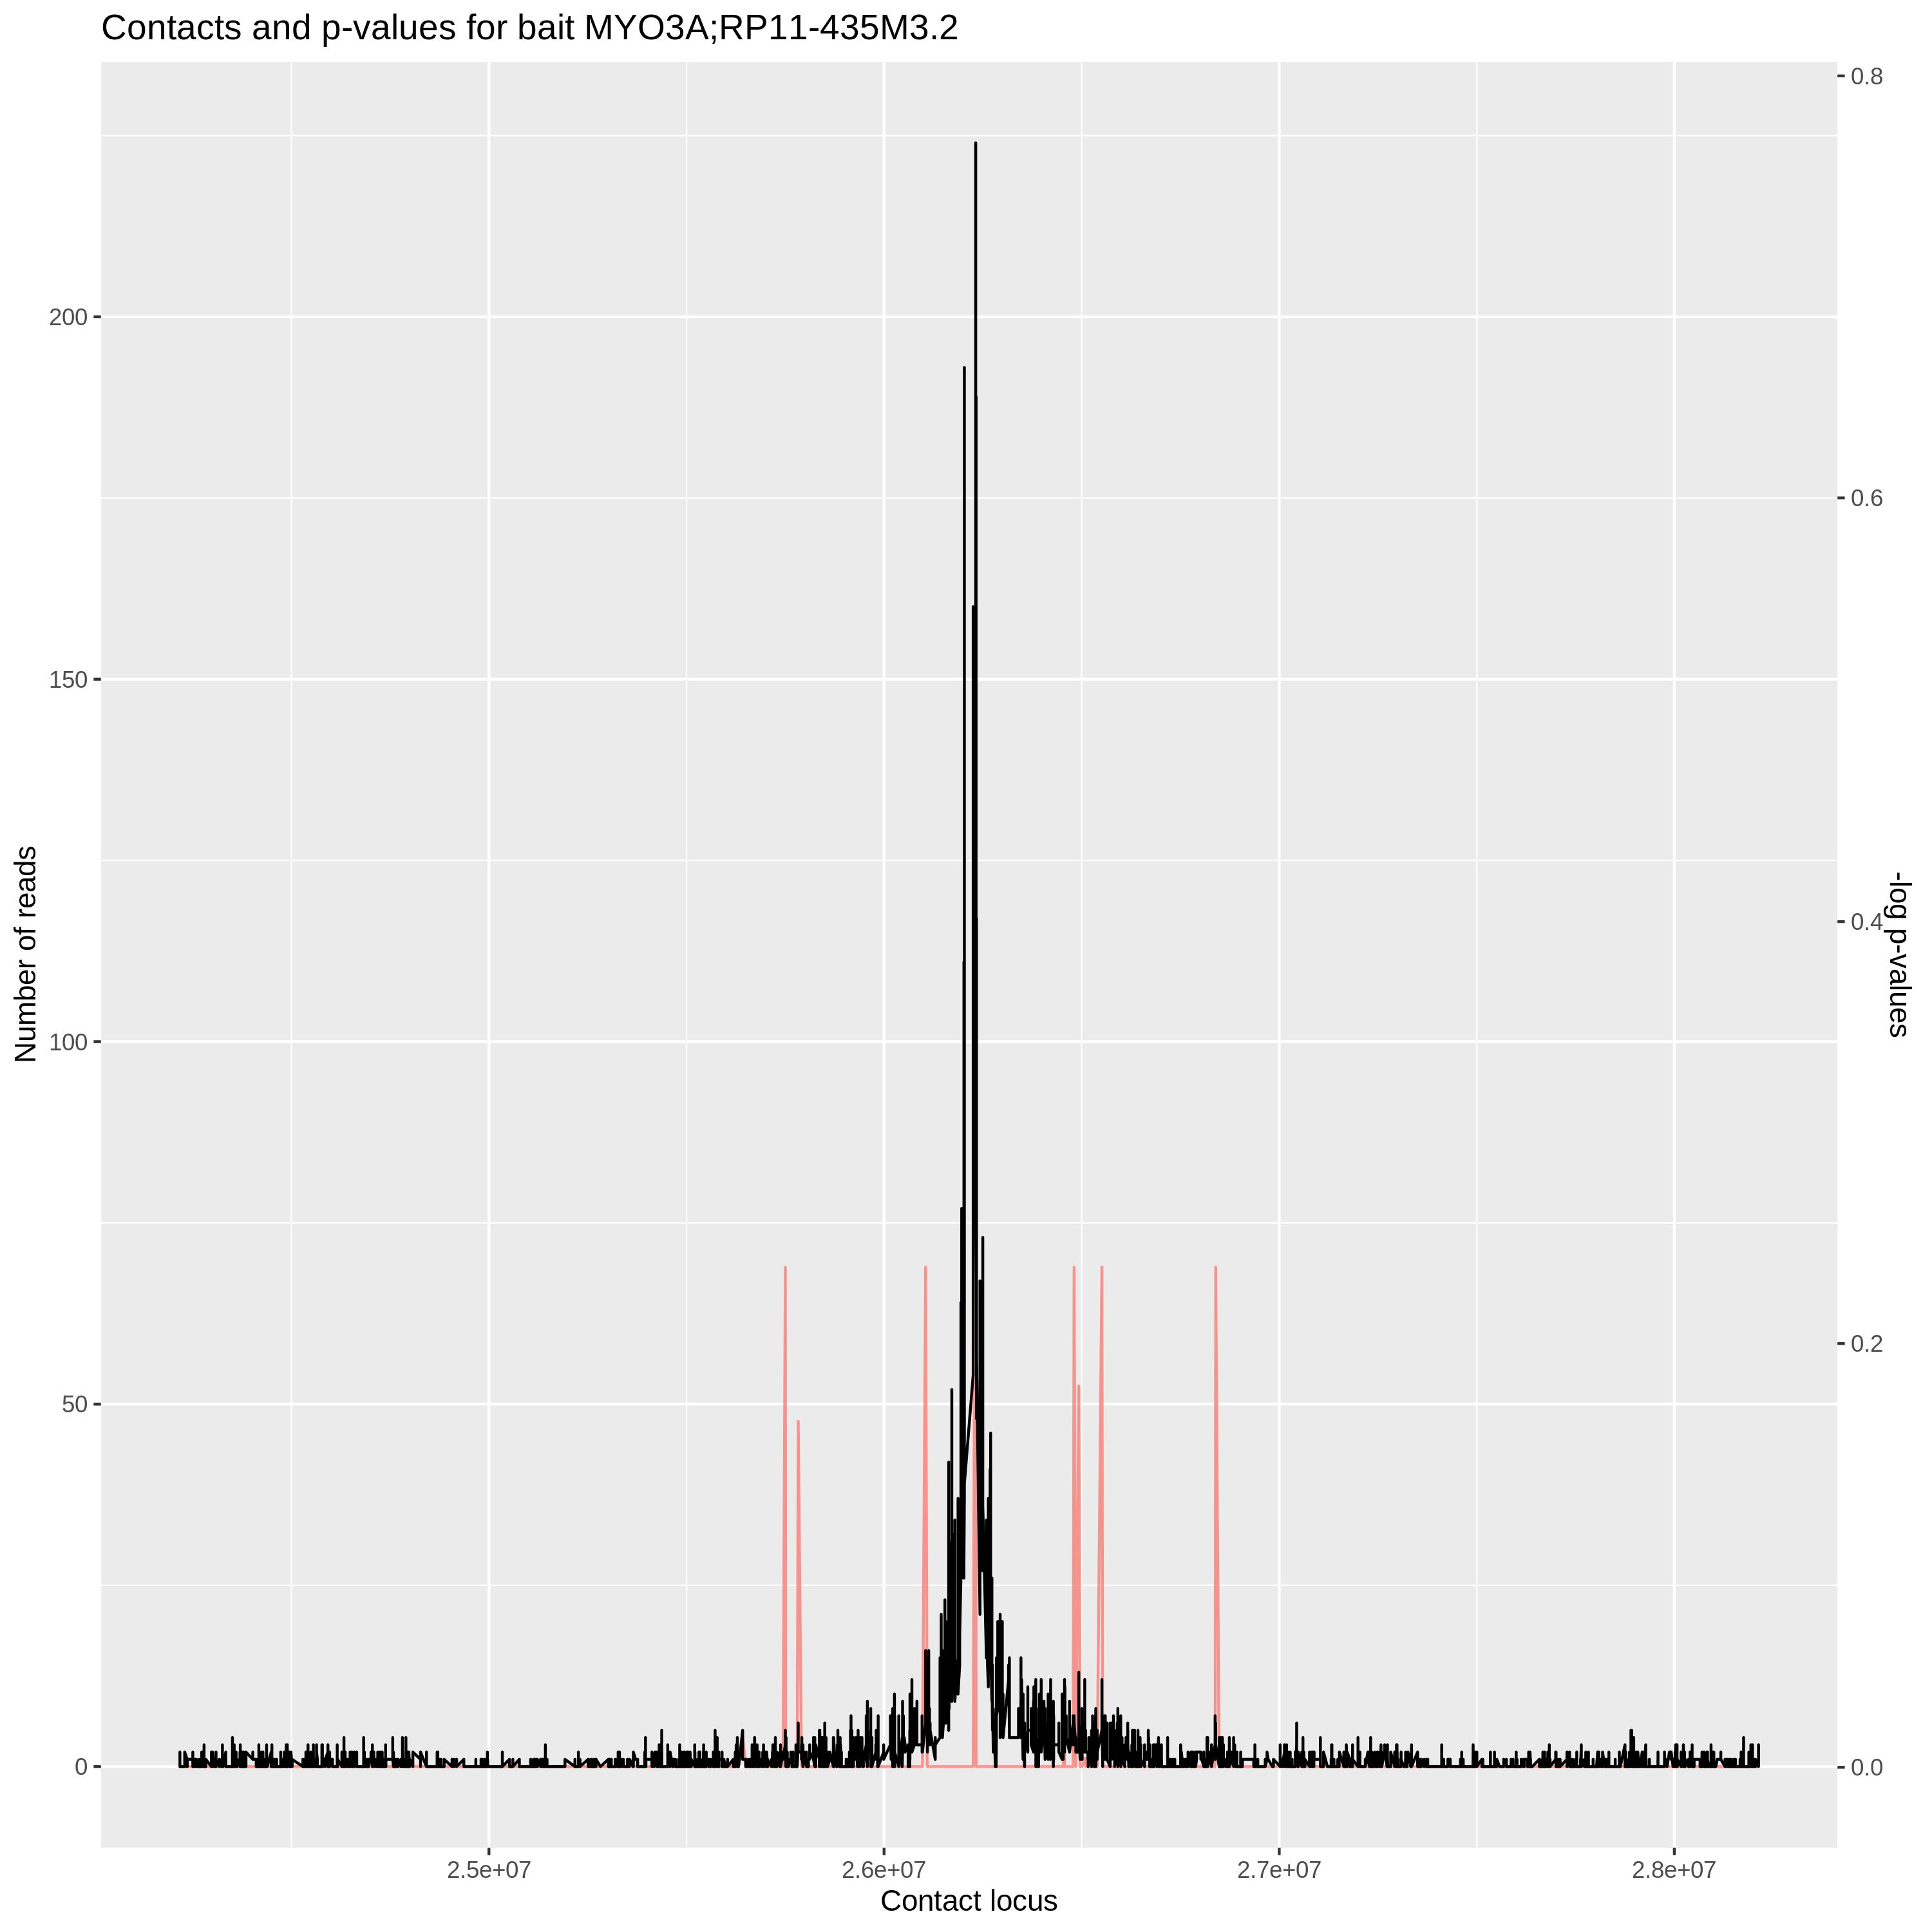 Contacts and p-values for bait MYO3A;RP11-435M3.2
Number of reads
200
150
100
50
0
0.8
0.6
0.4
0.2
0.0
-log p-values
2.5e+07 2.6e+07 2.7e+07 2.8e+07
Contact locus